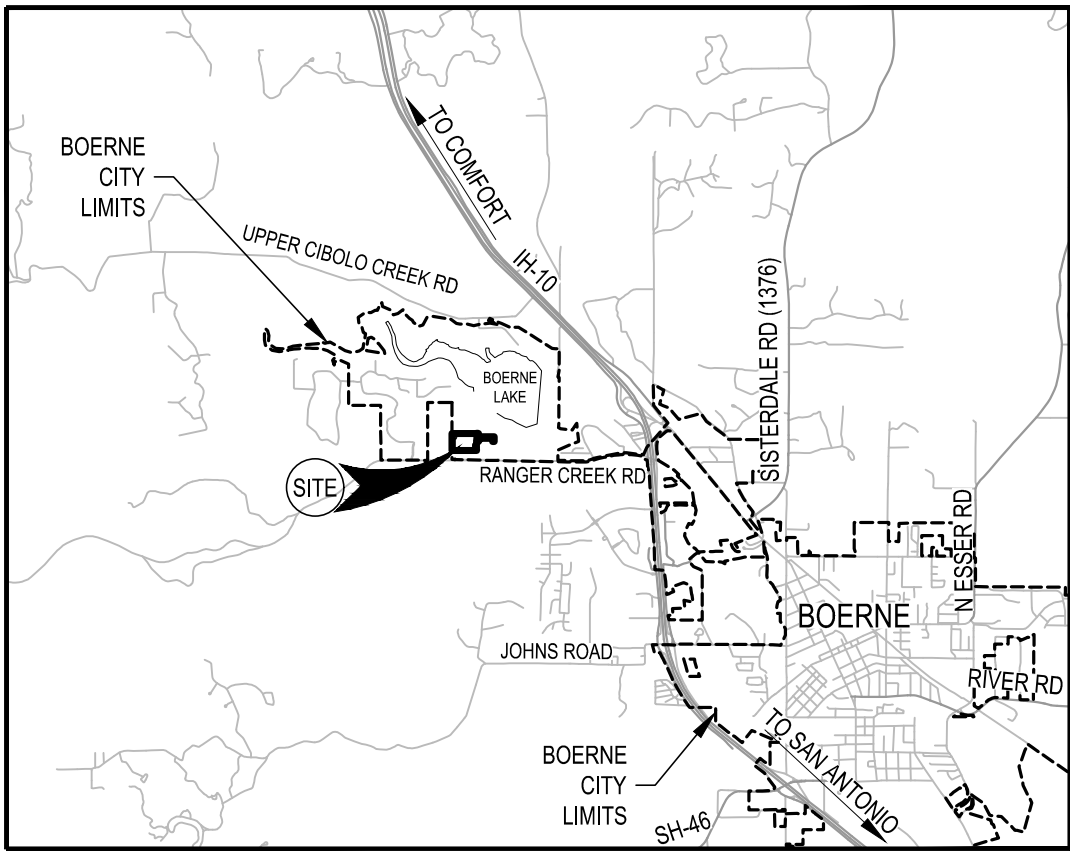 BOERNE
CITY
LIMITS
TO COMFORT
UPPER CIBOLO CREEK RD
IH-10
SISTERDALE RD (1376)
BOERNE
LAKE
SITE
RANGER CREEK RD
N ESSER RD
BOERNE
JOHNS ROAD
RIVER RD
BOERNE
CITY
LIMITS
TO SAN ANTONIO
SH-46